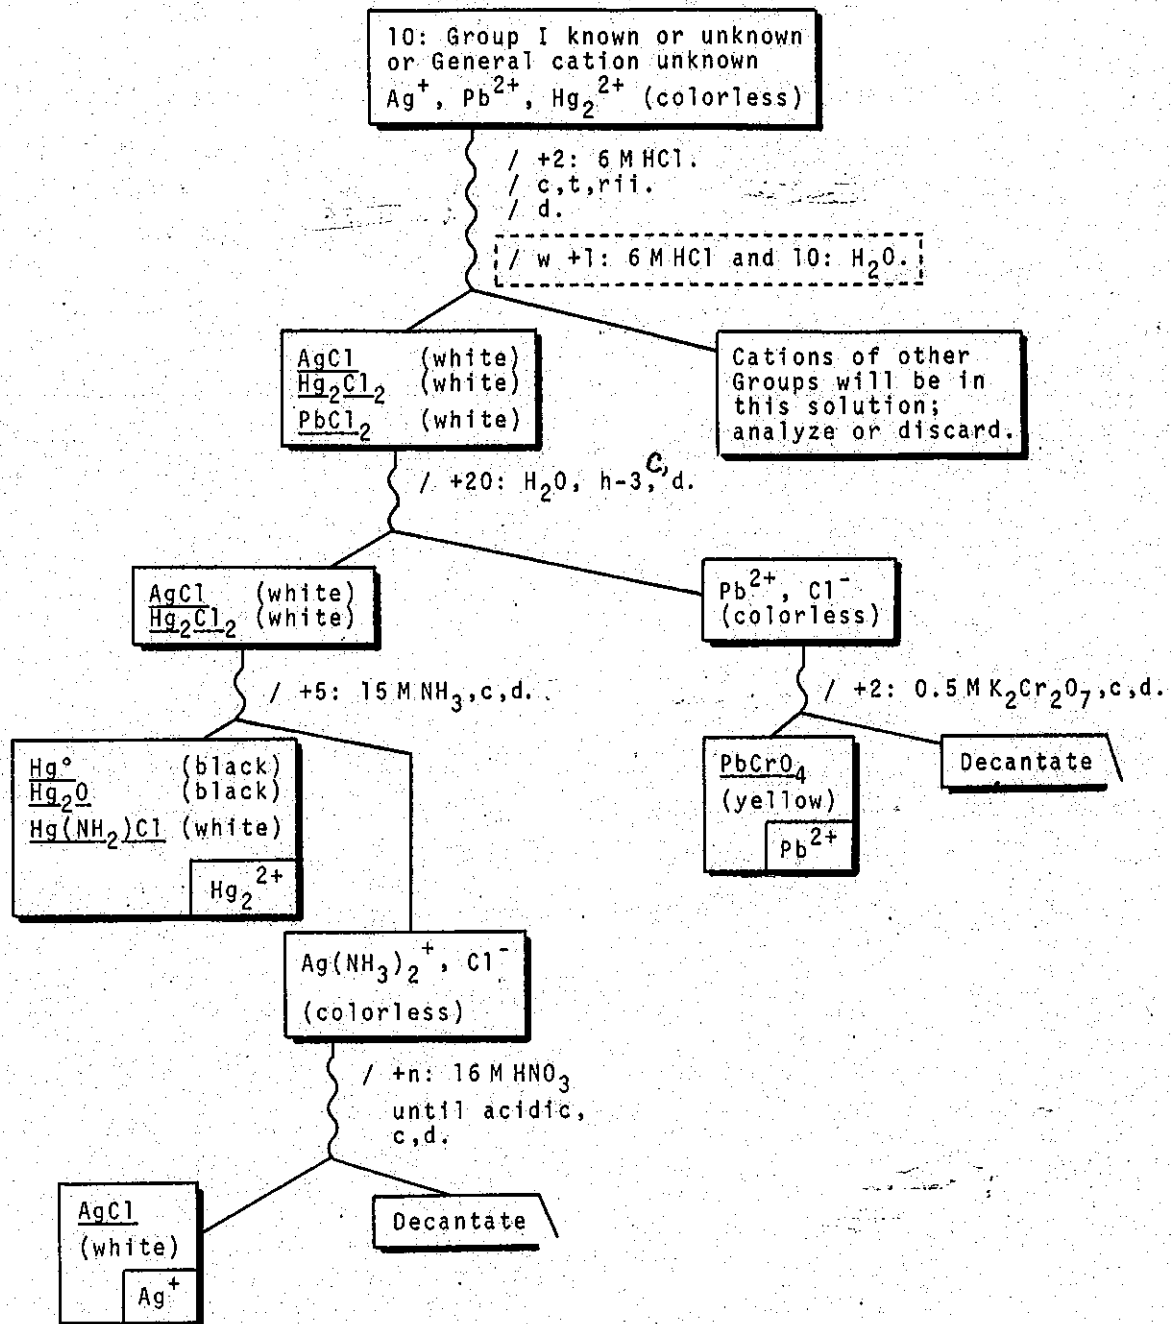 10: Group I known or unknown
or General cation unknown
Ag⁺, Pb²⁺, Hg₂²⁺ (colorless)
/ +2: 6 M HCl.
/ c,t,rii.
/ d.
/ w +1: 6 M HCl and 10: H₂O.
AgCl (white)
Hg₂Cl₂ (white)
PbCl₂ (white)
Cations of other
Groups will be in
this solution;
analyze or discard.
/ +20: H₂O, h-3, C, d.
AgCl (white)
Hg₂Cl₂ (white)
Pb²⁺, Cl⁻
(colorless)
/ +5: 15 M NH₃,c,d.
/ +2: 0.5 M K₂Cr₂O₇,c,d.
Hg° (black)
Hg₂O (black)
Hg(NH₂)Cl (white)
Hg₂²⁺
PbCrO₄
(yellow)
Pb²⁺
Decantate
Ag(NH₃)₂⁺, Cl⁻
(colorless)
/ +n: 16 M HNO₃
until acidic,
c,d.
AgCl
(white)
Ag⁺
Decantate